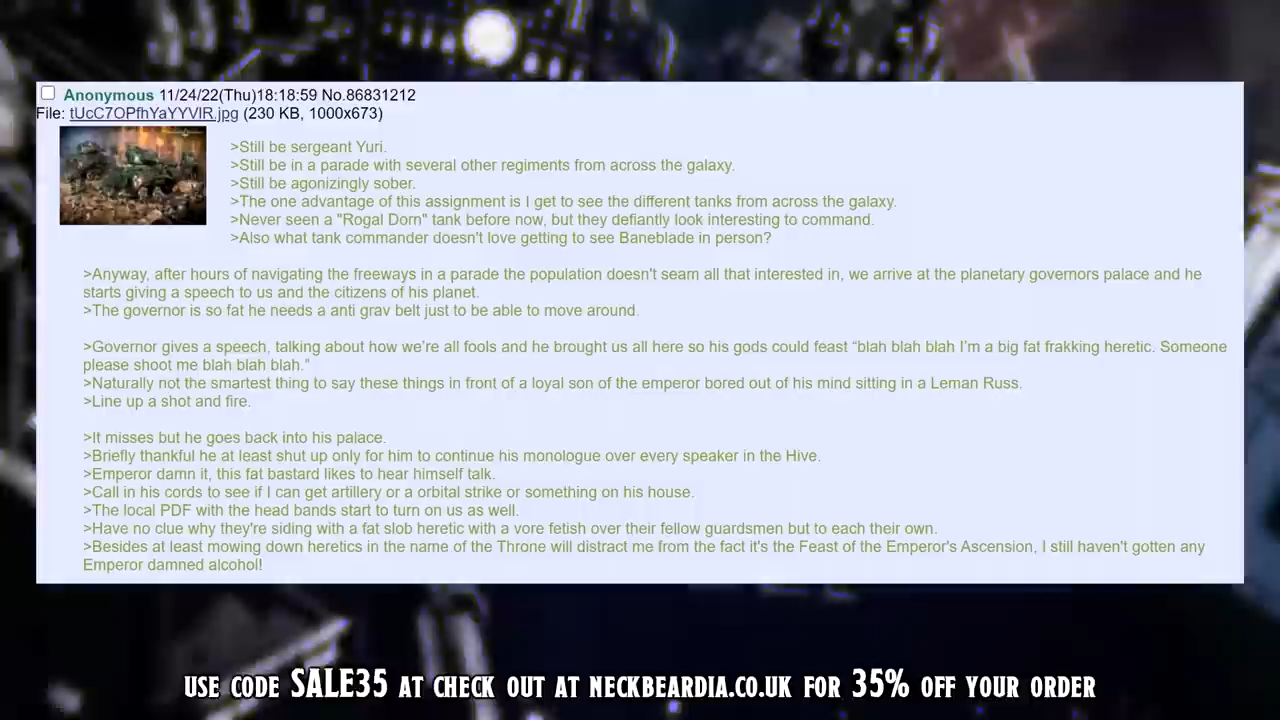 Anonymous 11/24/22(Thu)18:18:59 No.86831212
File: tUcC7OPfhYaYYVIR.jpg (230 KB, 1000x673)
>Still be sergeant Yuri.
>Still be in a parade with several other regiments from across the galaxy.
>Still be agonizingly sober.
>The one advantage of this assignment is I get to see the different tanks from across the galaxy.
>Never seen a "Rogal Dorn" tank before now, but they defiantly look interesting to command.
>Also what tank commander doesn't love getting to see Baneblade in person?
>Anyway, after hours of navigating the freeways in a parade the population doesn't seam all that interested in, we arrive at the planetary governors palace and he
starts giving a speech to us and the citizens of his planet.
>The governor is so fat he needs a anti grav belt just to be able to move around.
>Governor gives a speech, talking about how we're all fools and he brought us all here so his gods could feast “blah blah blah I'm a big fat frakking heretic. Someone
please shoot me blah blah blah.”
>Naturally not the smartest thing to say these things in front of a loyal son of the emperor bored out of his mind sitting in a Leman Russ.
>Line up a shot and fire.
>It misses but he goes back into his palace.
>Briefly thankful he at least shut up only for him to continue his monologue over every speaker in the Hive.
>Emperor damn it, this fat bastard likes to hear himself talk.
>Call in his cords to see if I can get artillery or a orbital strike or something on his house.
>The local PDF with the head bands start to turn on us as well.
>Have no clue why they're siding with a fat slob heretic with a vore fetish over their fellow guardsmen but to each their own.
>Besides at least mowing down heretics in the name of the Throne will distract me from the fact it's the Feast of the Emperor's Ascension, I still haven't gotten any
Emperor damned alcohol!
USE CODE SALE35 AT CHECK OUT AT NECKBEARDIA.CO.UK FOR 35% OFF YOUR ORDER